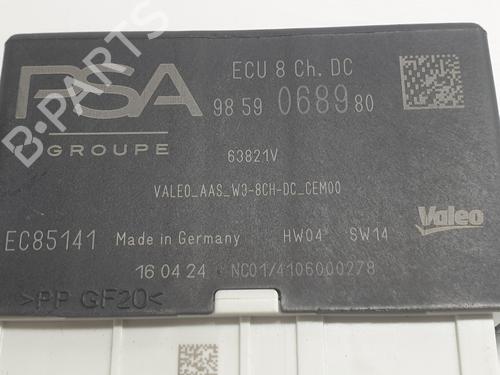 PSA
GROUPE
ECU 8 Ch. DC
98 59 0689 80
63821V
VALEO_AAS_W3-8CH-DC_CEM00
EC85141 Made in Germany HW04 SW14
Valeo
16 04 24 NC01/4106000278
>PP GF20<
B-PARTS